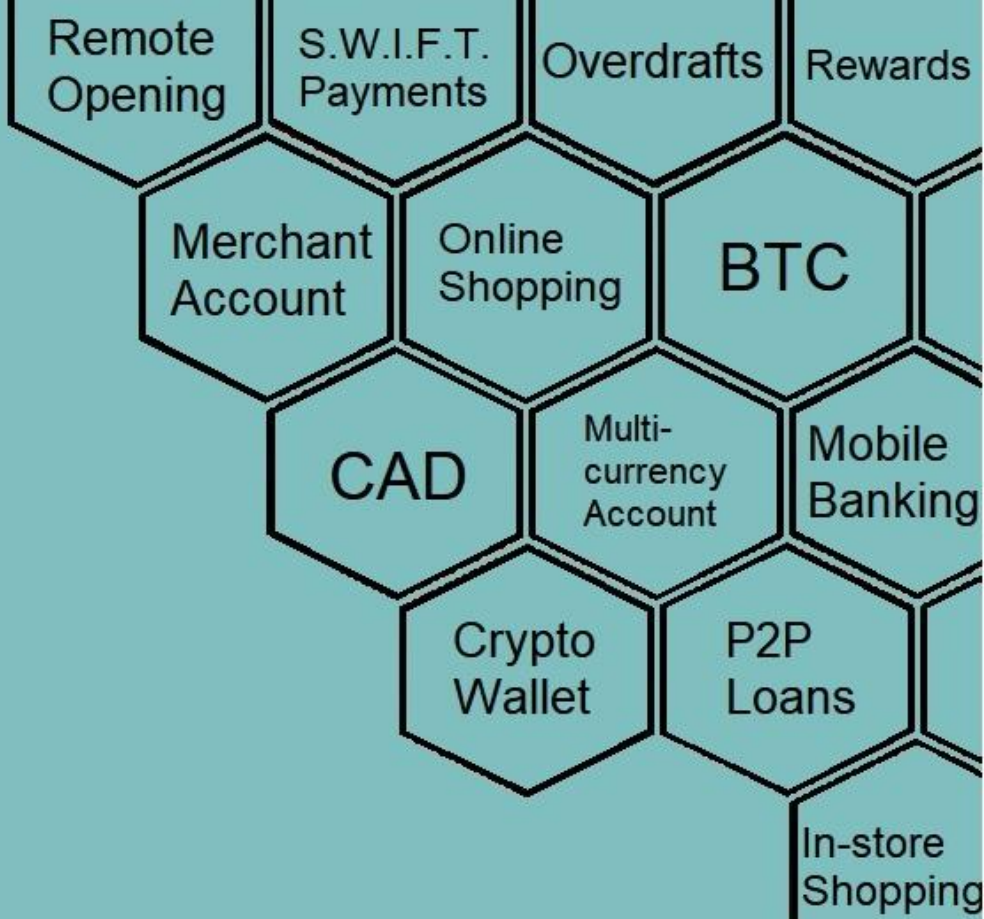 Remote
Opening
S.W.I.F.T.
Payments
Overdrafts
Rewards
Merchant
Account
Online
Shopping
BTC
CAD
Multi-
currency
Account
Mobile
Banking
Crypto
Wallet
P2P
Loans
In-store
Shopping